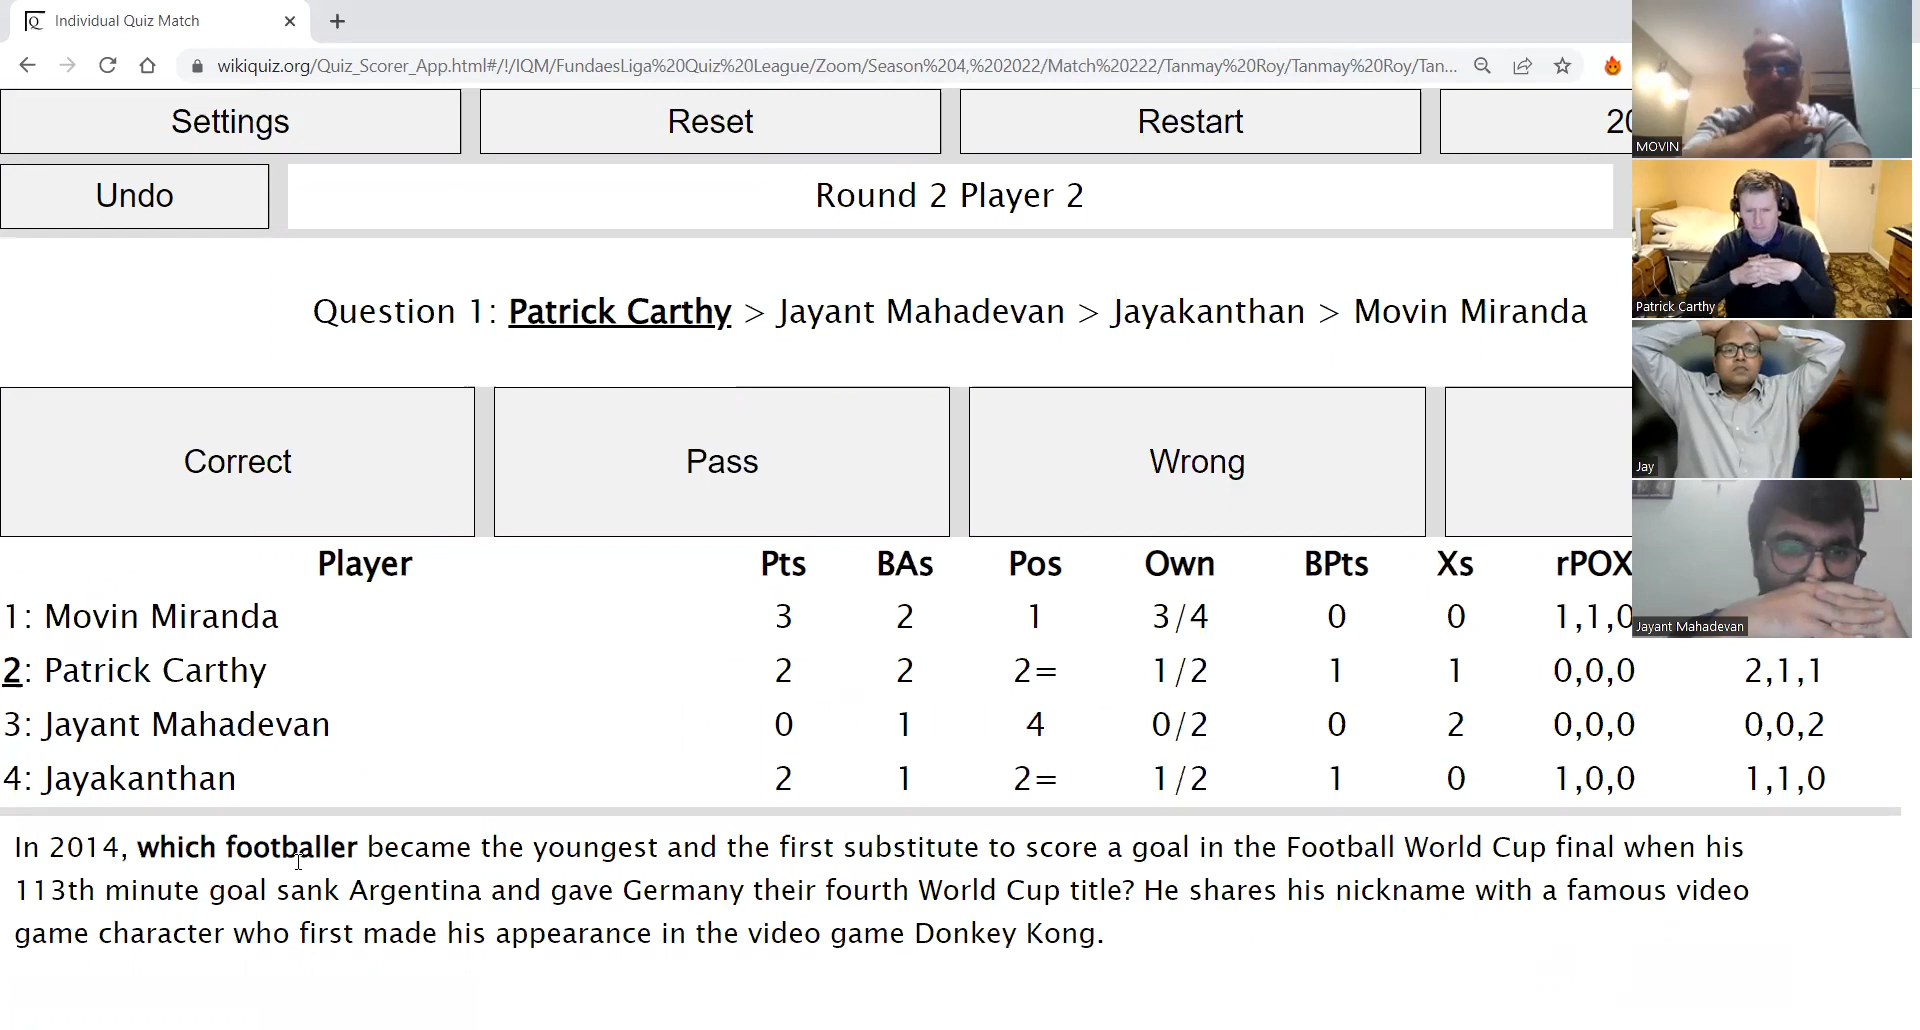 Individual Quiz Match
wikiquiz.org/Quiz_Scorer_App.html#/!/IQM/FundaesLiga%20Quiz%20League/Zoom/Season%204,%202022/Match%20222/Tanmay%20Roy/Tanmay%20Roy/Tan...
Settings Reset Restart 20
Undo Round 2 Player 2
Question 1: Patrick Carthy > Jayant Mahadevan > Jayakanthan > Movin Miranda
Correct Pass Wrong
Player Pts BAs Pos Own BPts Xs rPOX
1: Movin Miranda 3 2 1 3/4 0 0 1,1,0
2: Patrick Carthy 2 2 2= 1/2 1 1 0,0,0 2,1,1
3: Jayant Mahadevan 0 1 4 0/2 0 2 0,0,0 0,0,2
4: Jayakanthan 2 1 2= 1/2 1 0 1,0,0 1,1,0
In 2014, which footballer became the youngest and the first substitute to score a goal in the Football World Cup final when his
113th minute goal sank Argentina and gave Germany their fourth World Cup title? He shares his nickname with a famous video
game character who first made his appearance in the video game Donkey Kong.
MOVIN
Patrick Carthy
Jay
Jayant Mahadevan